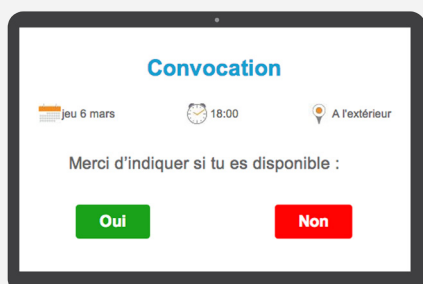 Convocation
jeu 6 mars 18:00 A l'extérieur
Merci d'indiquer si tu es disponible :
Oui Non